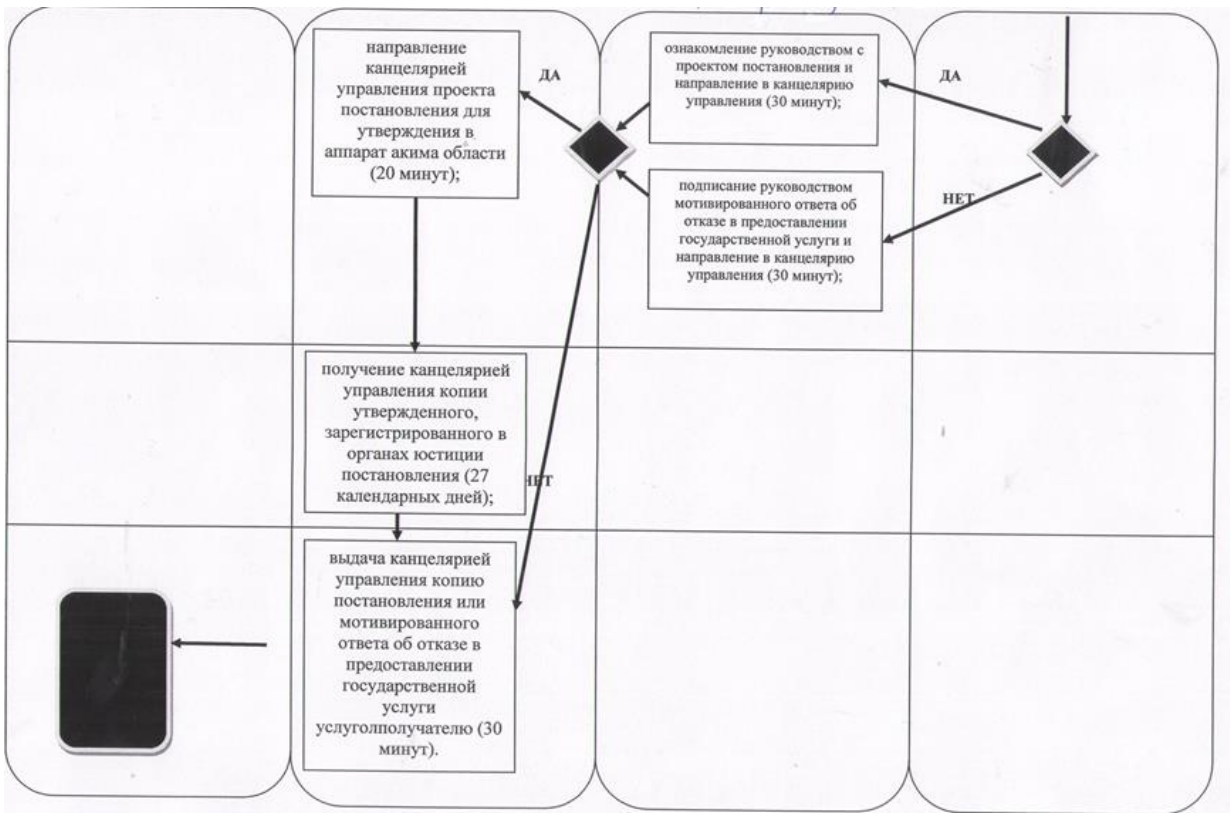 направление
канцелярией
управления проекта
постановления для
утверждения в
аппарат акима области
(20 минут);
ДА
ознакомление руководством с
проектом постановления и
направление в канцелярию
управления (30 минут);
ДА
подписание руководством
мотивированного ответа об
отказе в предоставлении
государственной услуги и
направление в канцелярию
управления (30 минут);
НЕТ
получение канцелярией
управления копии
утвержденного,
зарегистрированного в
органах юстиции
постановления (27
календарных дней);
НЕТ
выдача канцелярией
управления копию
постановления или
мотивированного
ответа об отказе в
предоставлении
государственной
услуги
услуголполучателю (30
минут).